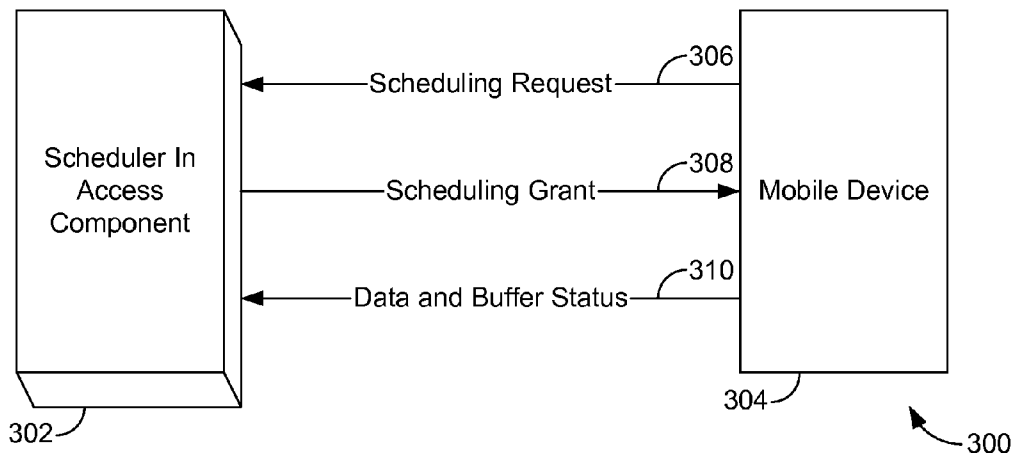 306
Scheduling Request
Scheduler In
Access
Component
308
Scheduling Grant
Mobile Device
310
Data and Buffer Status
304
302
300